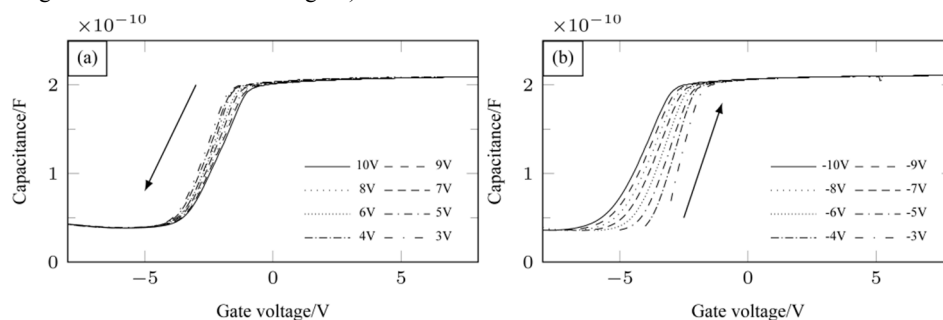 ×10⁻¹⁰
(a)
Capacitance/F
2
1
0
−5
0
5
Gate voltage/V
10V 9V
8V 7V
6V 5V
4V 3V
×10⁻¹⁰
(b)
Capacitance/F
2
1
0
−5
0
5
Gate voltage/V
-10V -9V
-8V -7V
-6V -5V
-4V -3V